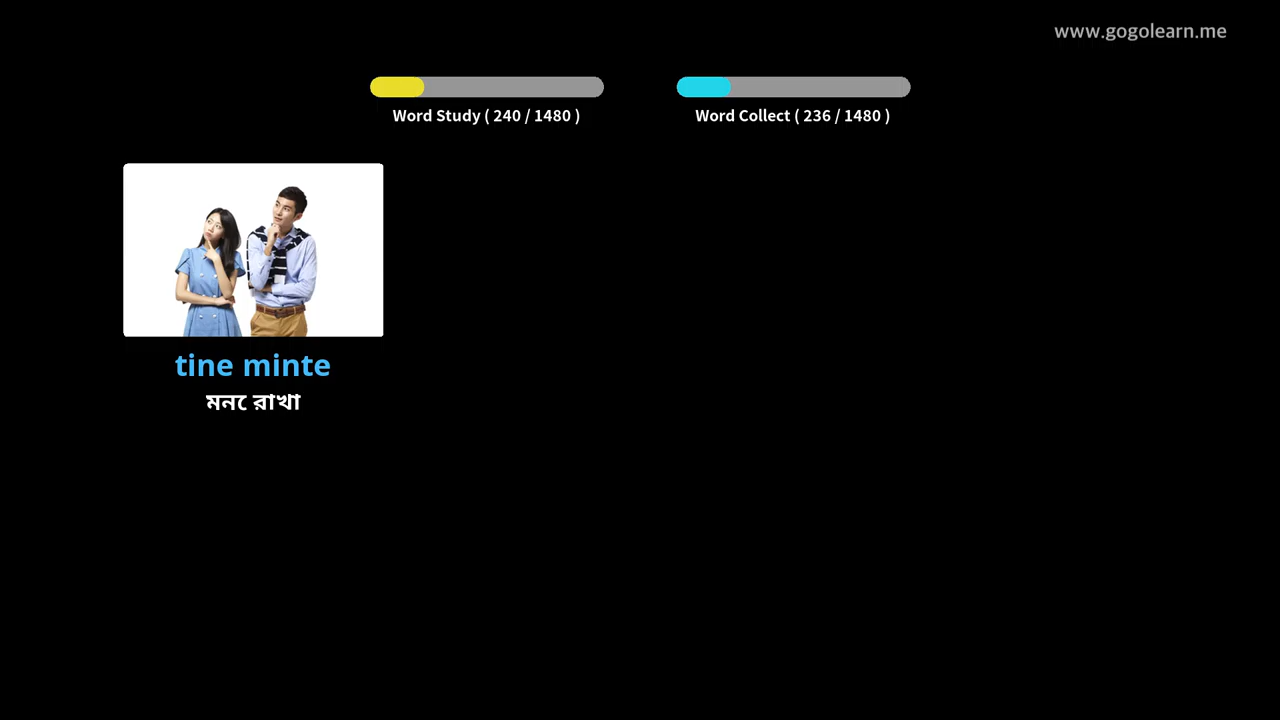 www.gogolearn.me
Word Study ( 240 / 1480 )
Word Collect ( 236 / 1480 )
tine minte
মনে রাখা